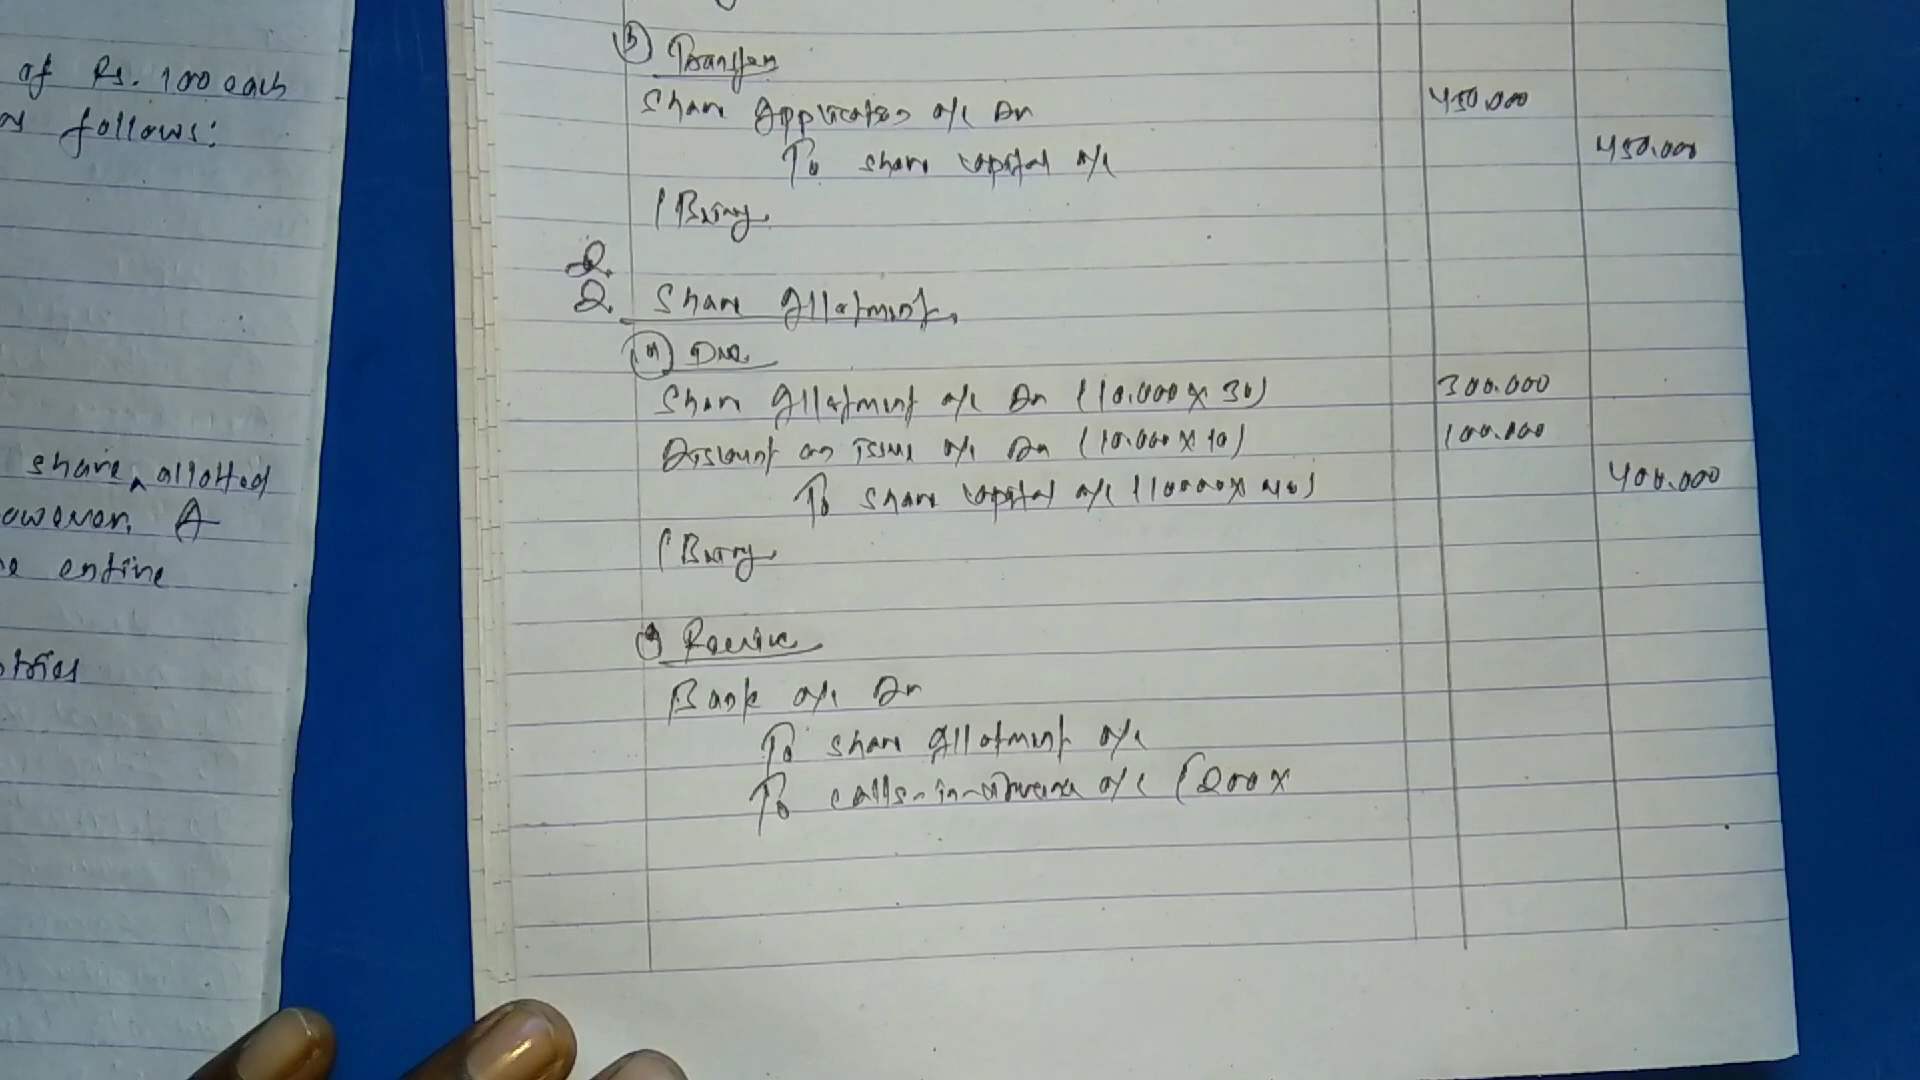 of Rs. 100 each
as follows:
share allotted
owever, A
entire
(b) Transfer
Share Application a/c Dr 450.000
To share capital a/c 450.000
(Being
2.
2. Share Allotment
(a) Due
Share Allotment a/c Dr (10.000 x 30) 300.000
Discount on issue a/c Dr (10.000 x 10) 100.000
To share capital a/c (10000 x 40) 400.000
(Being
Receive
Bank a/c Dr
To share Allotment a/c
To calls-in-advance a/c (200 x